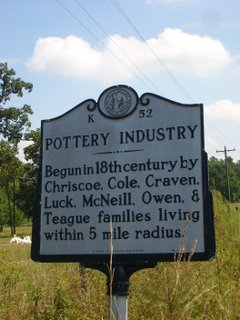 K 52
POTTERY INDUSTRY
Begun in 18th century by
Chriscoe, Cole, Craven,
Luck, McNeill, Owen, &
Teague families living
within 5 mile radius.